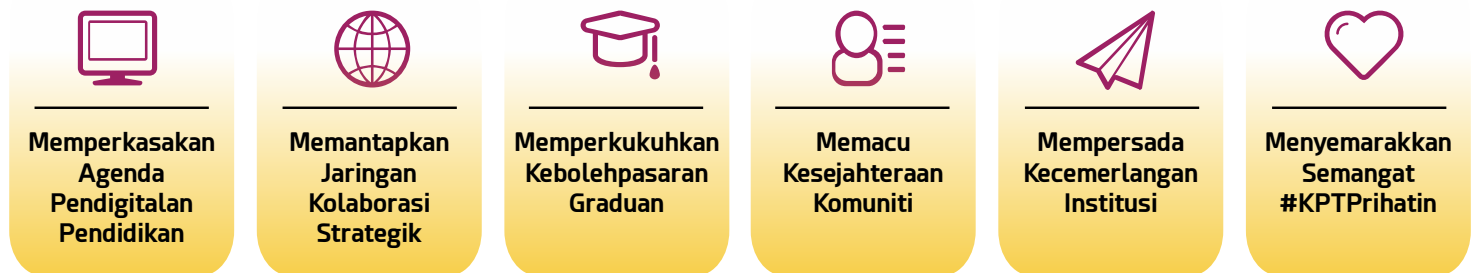 Memperkasakan
Agenda
Pendigitalan
Pendidikan
Memantapkan
Jaringan
Kolaborasi
Strategik
Memperkukuhkan
Kebolehpasaran
Graduan
Memacu
Kesejahteraan
Komuniti
Mempersada
Kecemerlangan
Institusi
Menyemarakkan
Semangat
#KPTPrihatin